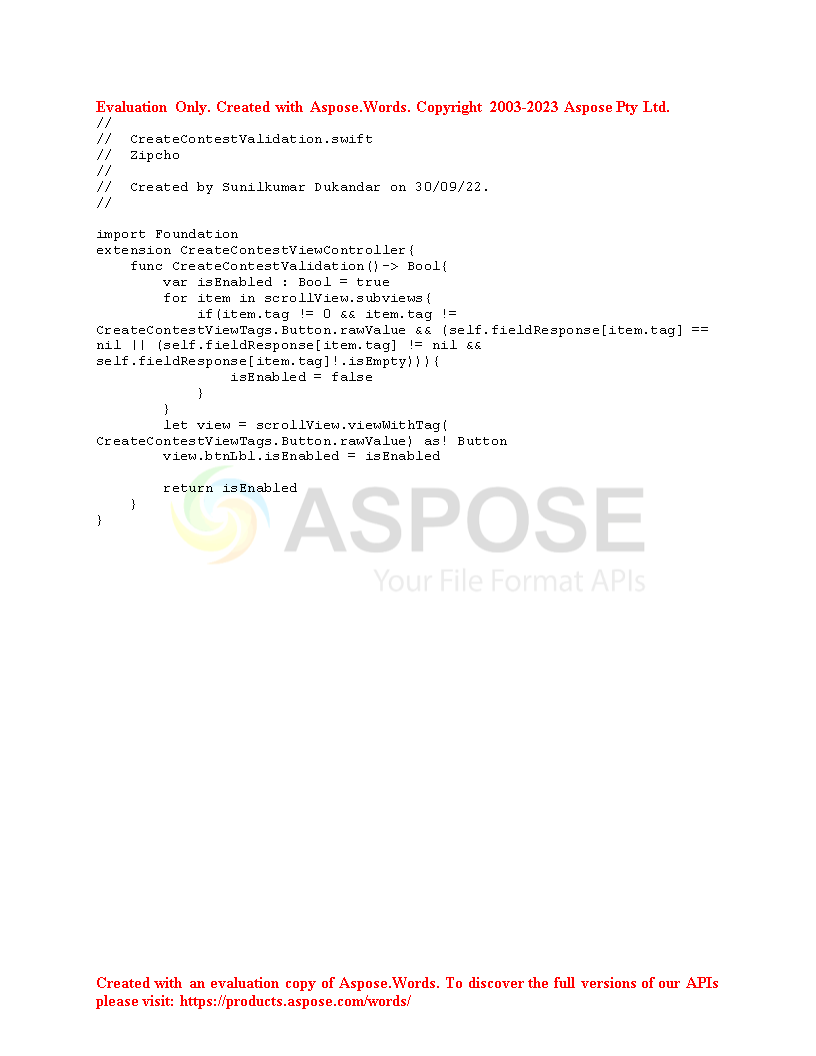 Evaluation Only. Created with Aspose.Words. Copyright 2003-2023 Aspose Pty Ltd.
//
//  CreateContestValidation.swift
//  Zipcho
//
//  Created by Sunilkumar Dukandar on 30/09/22.
//

import Foundation
extension CreateContestViewController{
    func CreateContestValidation()-> Bool{
        var isEnabled : Bool = true
        for item in scrollView.subviews{
            if(item.tag != 0 && item.tag !=
CreateContestViewTags.Button.rawValue && (self.fieldResponse[item.tag] ==
nil || (self.fieldResponse[item.tag] != nil &&
self.fieldResponse[item.tag]!.isEmpty))){
                isEnabled = false
            }
        }
        let view = scrollView.viewWithTag(
CreateContestViewTags.Button.rawValue) as! Button
        view.btnLbl.isEnabled = isEnabled

        return isEnabled
    }
}
ASPOSE
Your File Format APIs
Created with an evaluation copy of Aspose.Words. To discover the full versions of our APIs
please visit: https://products.aspose.com/words/